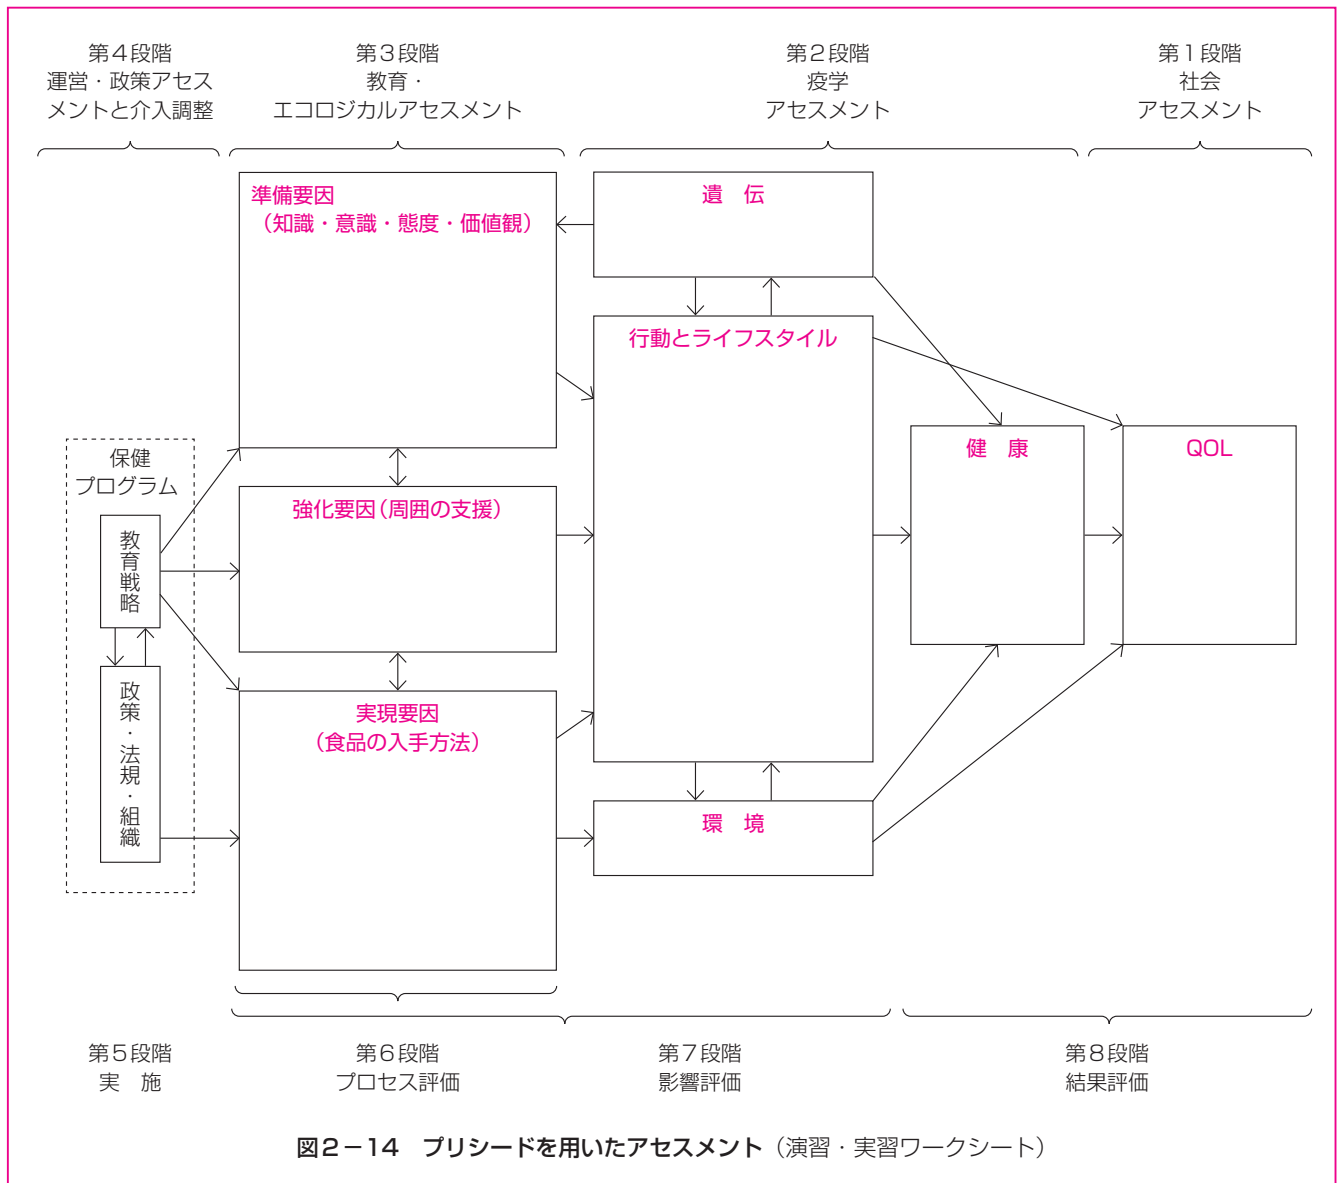 第4段階
運営・政策アセス
メントと介入調整
第3段階
教育・
エコロジカルアセスメント
第2段階
疫学
アセスメント
第1段階
社会
アセスメント
準備要因
（知識・意識・態度・価値観）
遺　伝
行動とライフスタイル
保健
プログラム
教育戦略
政策・法規・組織
強化要因（周囲の支援）
実現要因
（食品の入手方法）
環　境
健　康
QOL
第5段階
実　施
第6段階
プロセス評価
第7段階
影響評価
第8段階
結果評価
図2－14　プリシードを用いたアセスメント（演習・実習ワークシート）